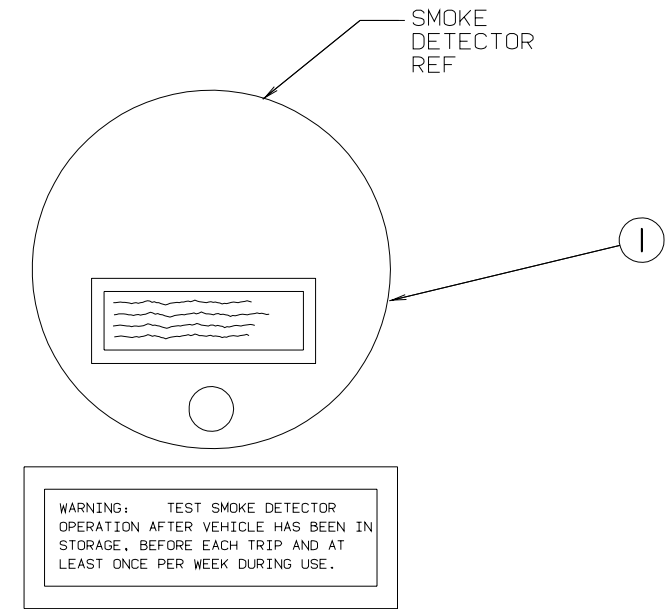 SMOKE
DETECTOR
REF
1
WARNING: TEST SMOKE DETECTOR
OPERATION AFTER VEHICLE HAS BEEN IN
STORAGE, BEFORE EACH TRIP AND AT
LEAST ONCE PER WEEK DURING USE.